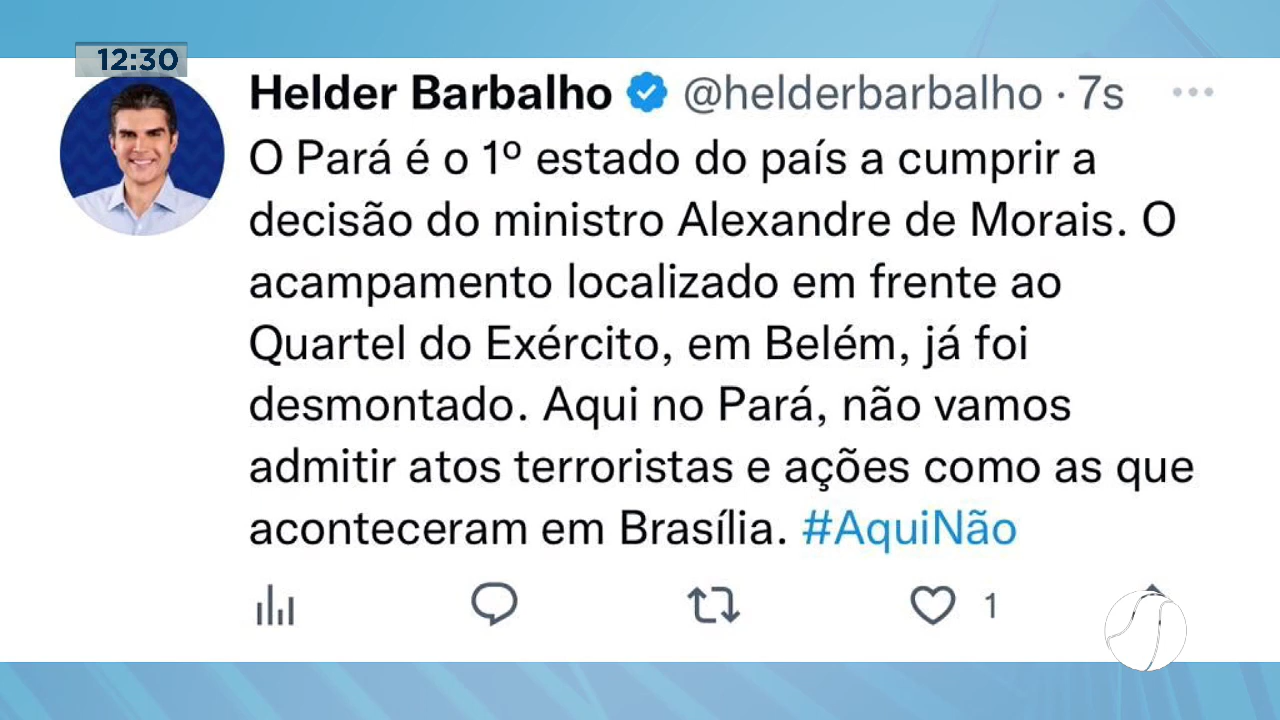 12:30
Helder Barbalho @helderbarbalho · 7s
O Pará é o 1º estado do país a cumprir a
decisão do ministro Alexandre de Morais. O
acampamento localizado em frente ao
Quartel do Exército, em Belém, já foi
desmontado. Aqui no Pará, não vamos
admitir atos terroristas e ações como as que
aconteceram em Brasília. #AquiNão
1